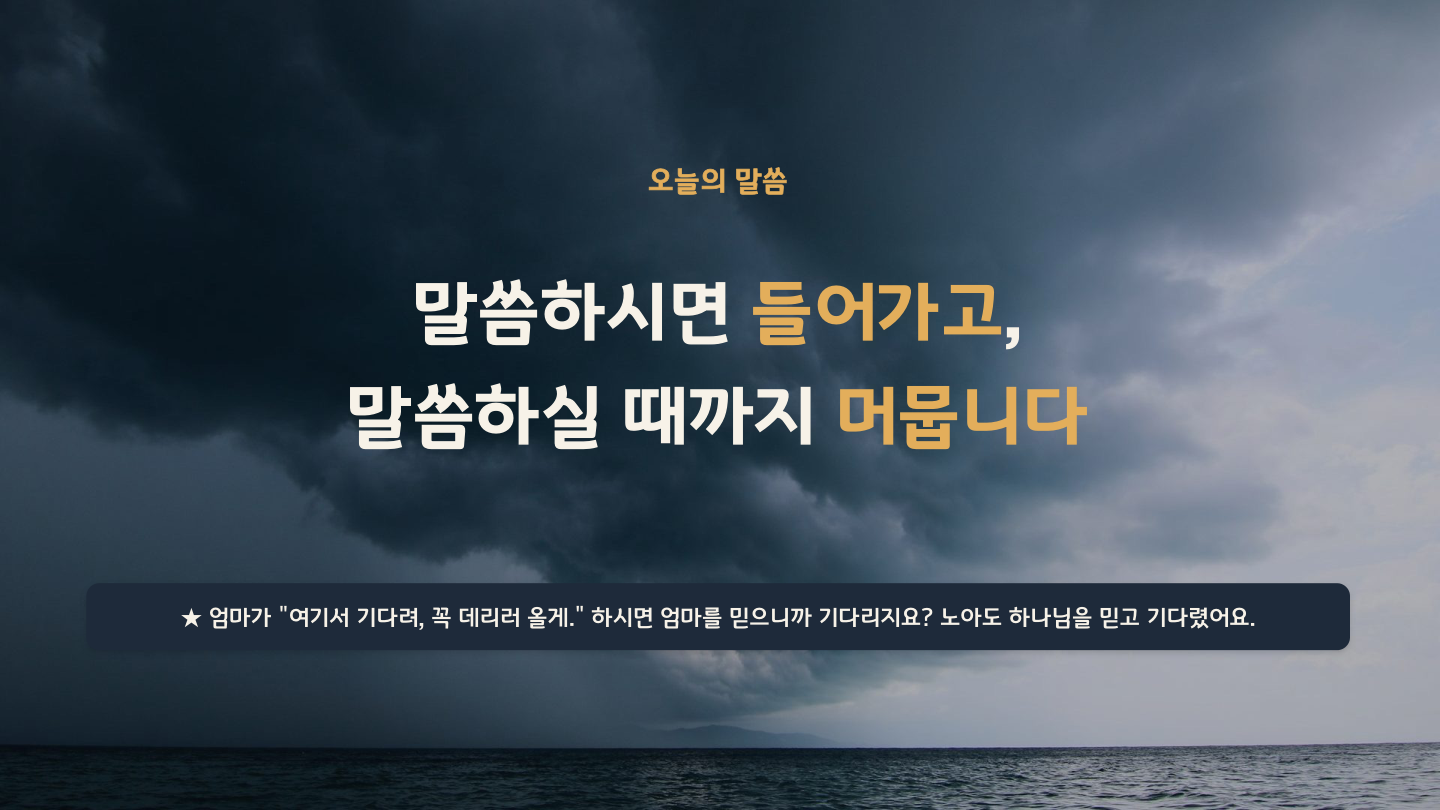 오늘의 말씀
말씀하시면 들어가고,
말씀하실 때까지 머뭅니다
★ 엄마가 "여기서 기다려, 꼭 데리러 올게." 하시면 엄마를 믿으니까 기다리지요? 노아도 하나님을 믿고 기다렸어요.